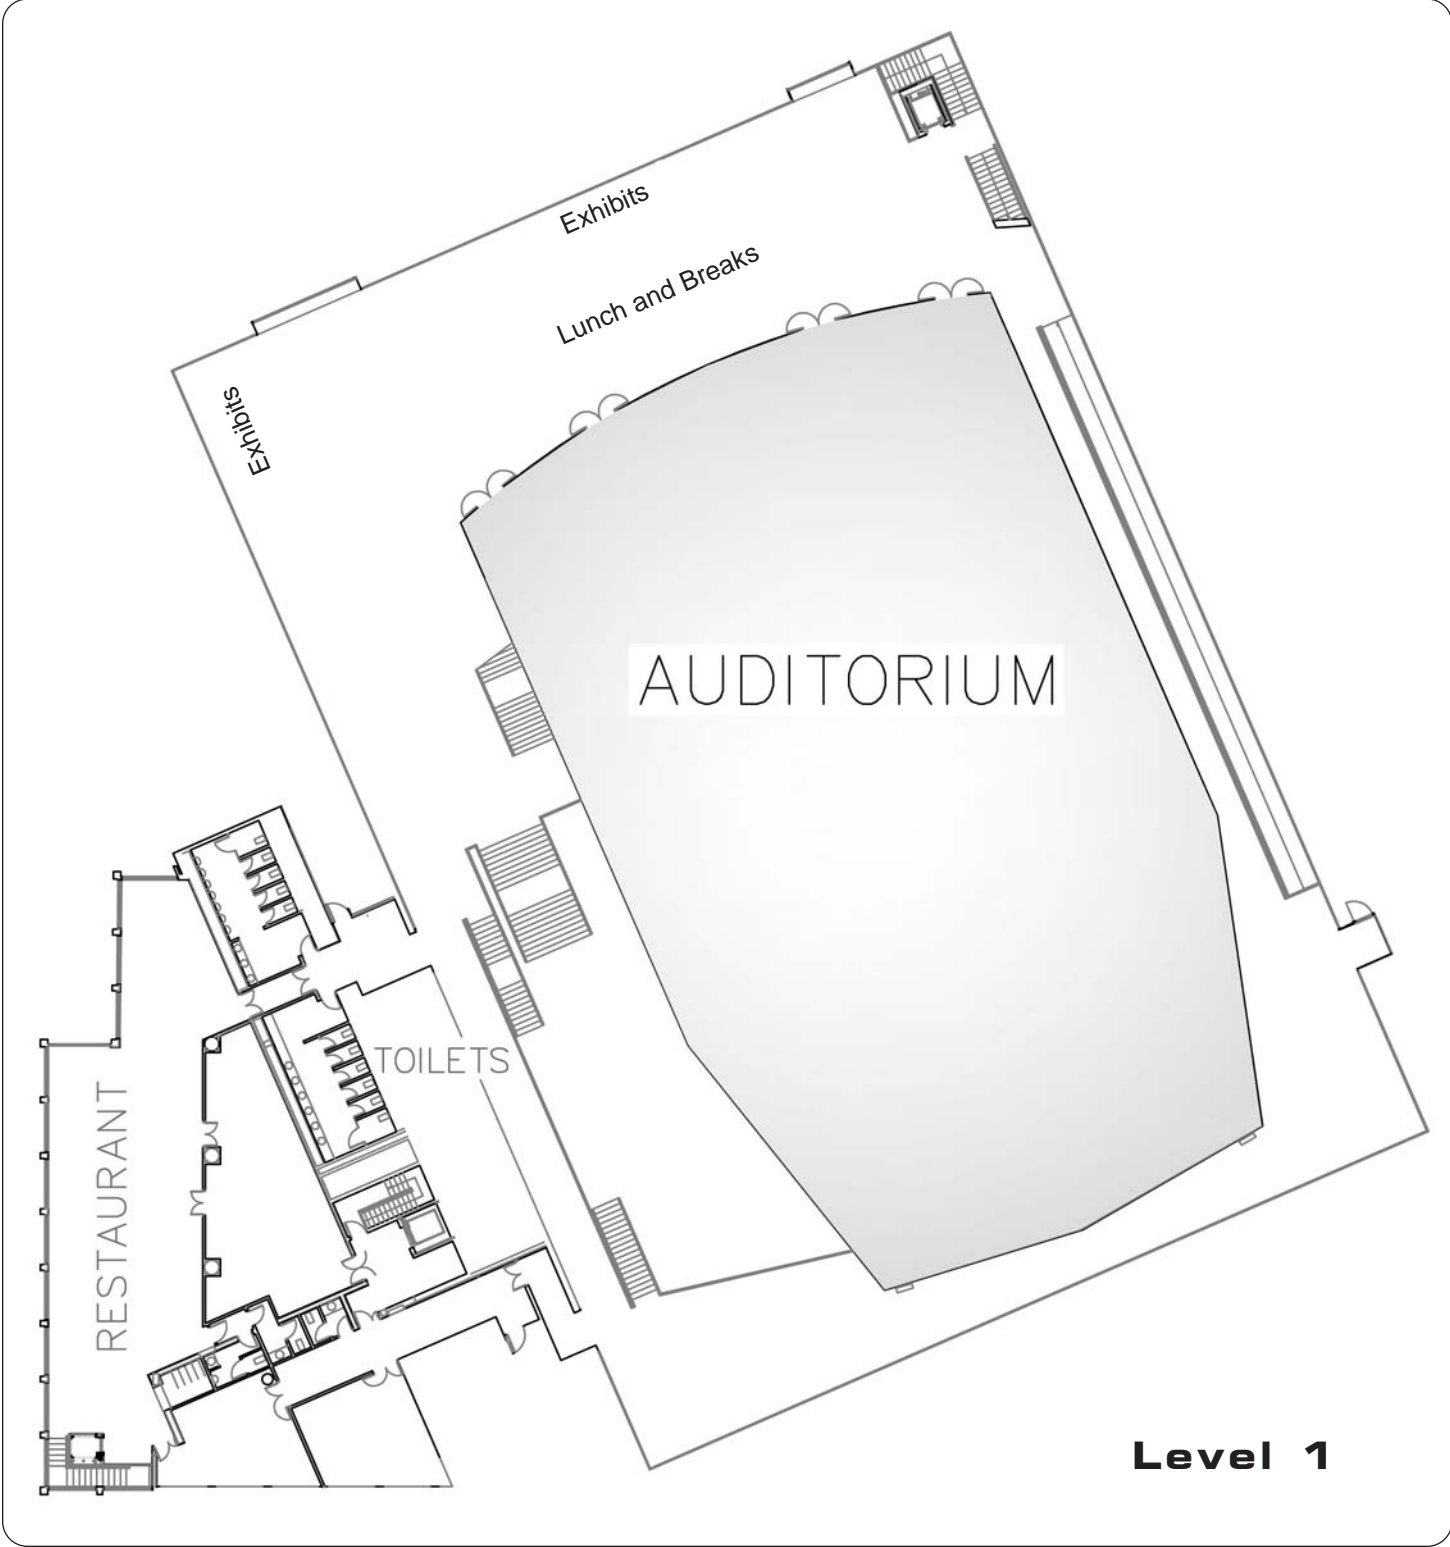 Exhibits
Lunch and Breaks
Exhibits
AUDITORIUM
TOILETS
RESTAURANT
Level 1